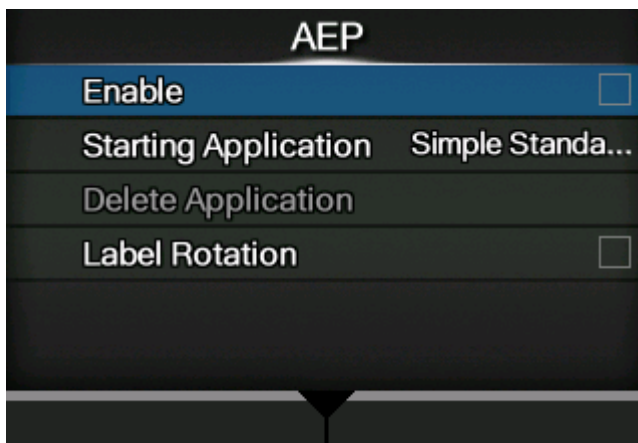 AEP
Enable
Starting Application Simple Standa...
Delete Application
Label Rotation